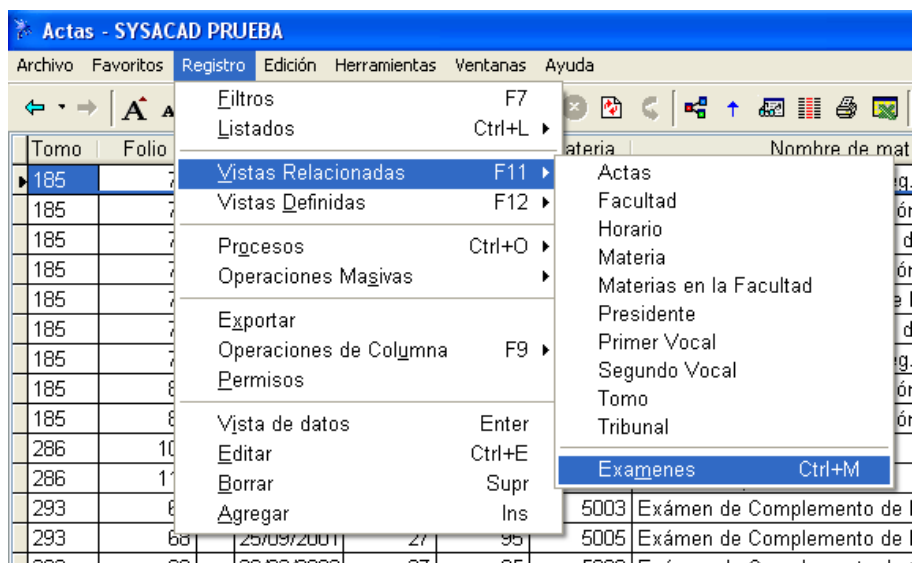 Actas - SYSACAD PRUEBA
Archivo Favoritos Registro Edición Herramientas Ventanas Ayuda
Tomo Folio ateria Nombre de mat
Filtros F7
Listados Ctrl+L
Vistas Relacionadas F11
Vistas Definidas F12
Procesos Ctrl+O
Operaciones Masivas
Exportar
Operaciones de Columna F9
Permisos
Vista de datos Enter
Editar Ctrl+E
Borrar Supr
Agregar Ins
Actas
Facultad
Horario
Materia
Materias en la Facultad
Presidente
Primer Vocal
Segundo Vocal
Tomo
Tribunal
Examenes Ctrl+M
185
185
185
185
185
185
185
185
185
286 10
286 11
293 5003 Exámen de Complemento de
293 68 25/09/2001 27 95 5005 Exámen de Complemento de